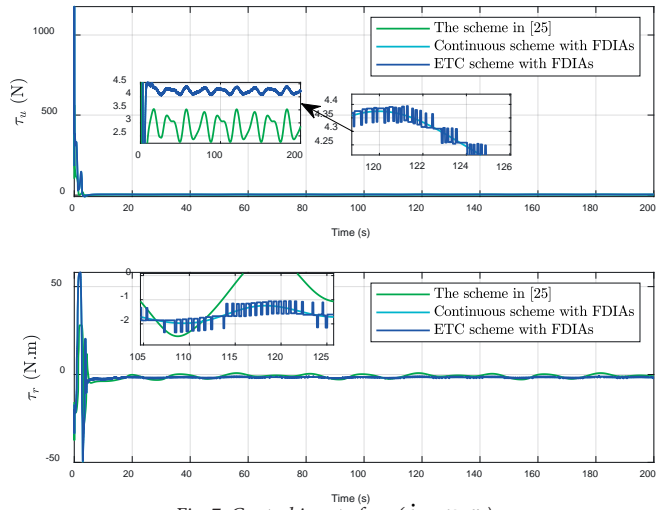 1000
500
0
τu (N)
The scheme in [25]
Continuous scheme with FDIAs
ETC scheme with FDIAs
4.5
4
3.5
3
2.5
0 100 200
4.4
4.35
4.3
4.25
120 122 124 126
0 20 40 60 80 100 120 140 160 180 200
Time (s)
50
0
-50
τr (N.m)
The scheme in [25]
Continuous scheme with FDIAs
ETC scheme with FDIAs
-0
-1
-2
105 110 115 120 125
0 20 40 60 80 100 120 140 160 180 200
Time (s)